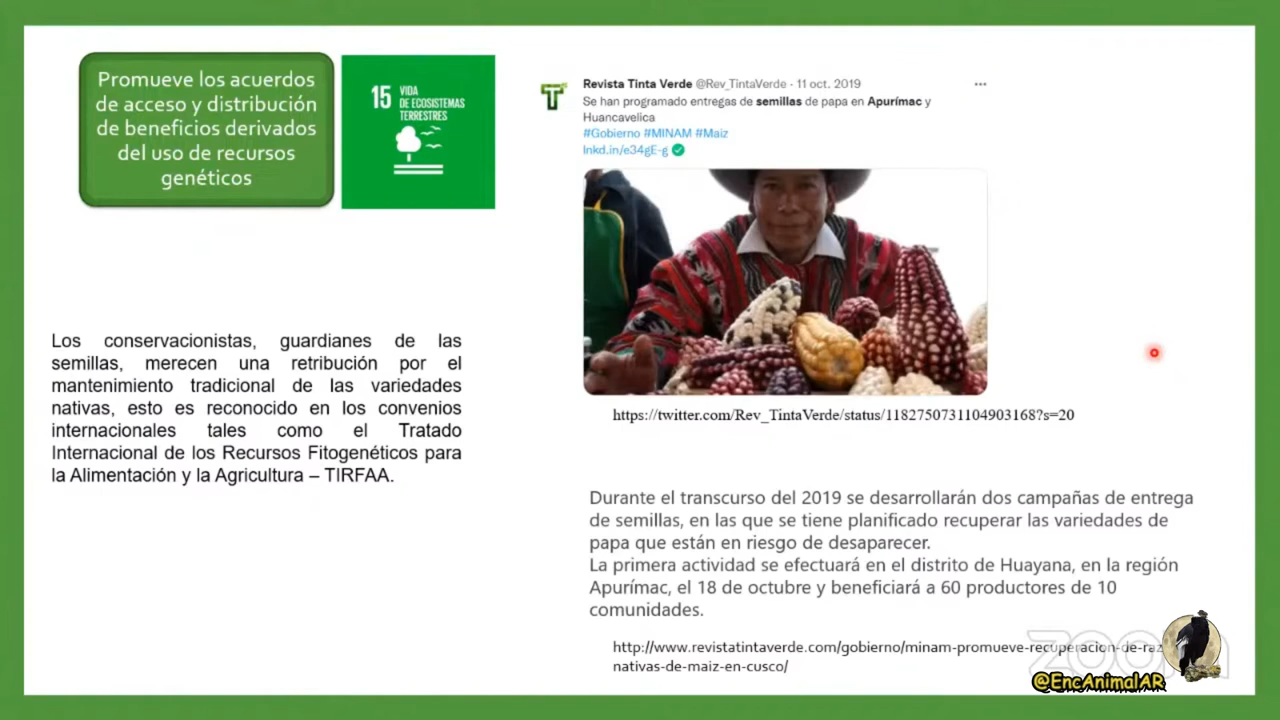 Promueve los acuerdos
de acceso y distribución
de beneficios derivados
del uso de recursos
genéticos
15 VIDA
DE ECOSISTEMAS
TERRESTRES
Los conservacionistas, guardianes de las
semillas, merecen una retribución por el
mantenimiento tradicional de las variedades
nativas, esto es reconocido en los convenios
internacionales tales como el Tratado
Internacional de los Recursos Fitogenéticos para
la Alimentación y la Agricultura – TIRFAA.
Revista Tinta Verde @Rev_TintaVerde · 11 oct. 2019
Se han programado entregas de semillas de papa en Apurímac y
Huancavelica
#Gobierno #MINAM #Maiz
lnkd.in/e34gE-g
https://twitter.com/Rev_TintaVerde/status/1182750731104903168?s=20
Durante el transcurso del 2019 se desarrollarán dos campañas de entrega
de semillas, en las que se tiene planificado recuperar las variedades de
papa que están en riesgo de desaparecer.
La primera actividad se efectuará en el distrito de Huayana, en la región
Apurímac, el 18 de octubre y beneficiará a 60 productores de 10
comunidades.
http://www.revistatintaverde.com/gobierno/minam-promueve-recuperacion-de-raz
nativas-de-maiz-en-cusco/
zoom
@EncAnimalAR